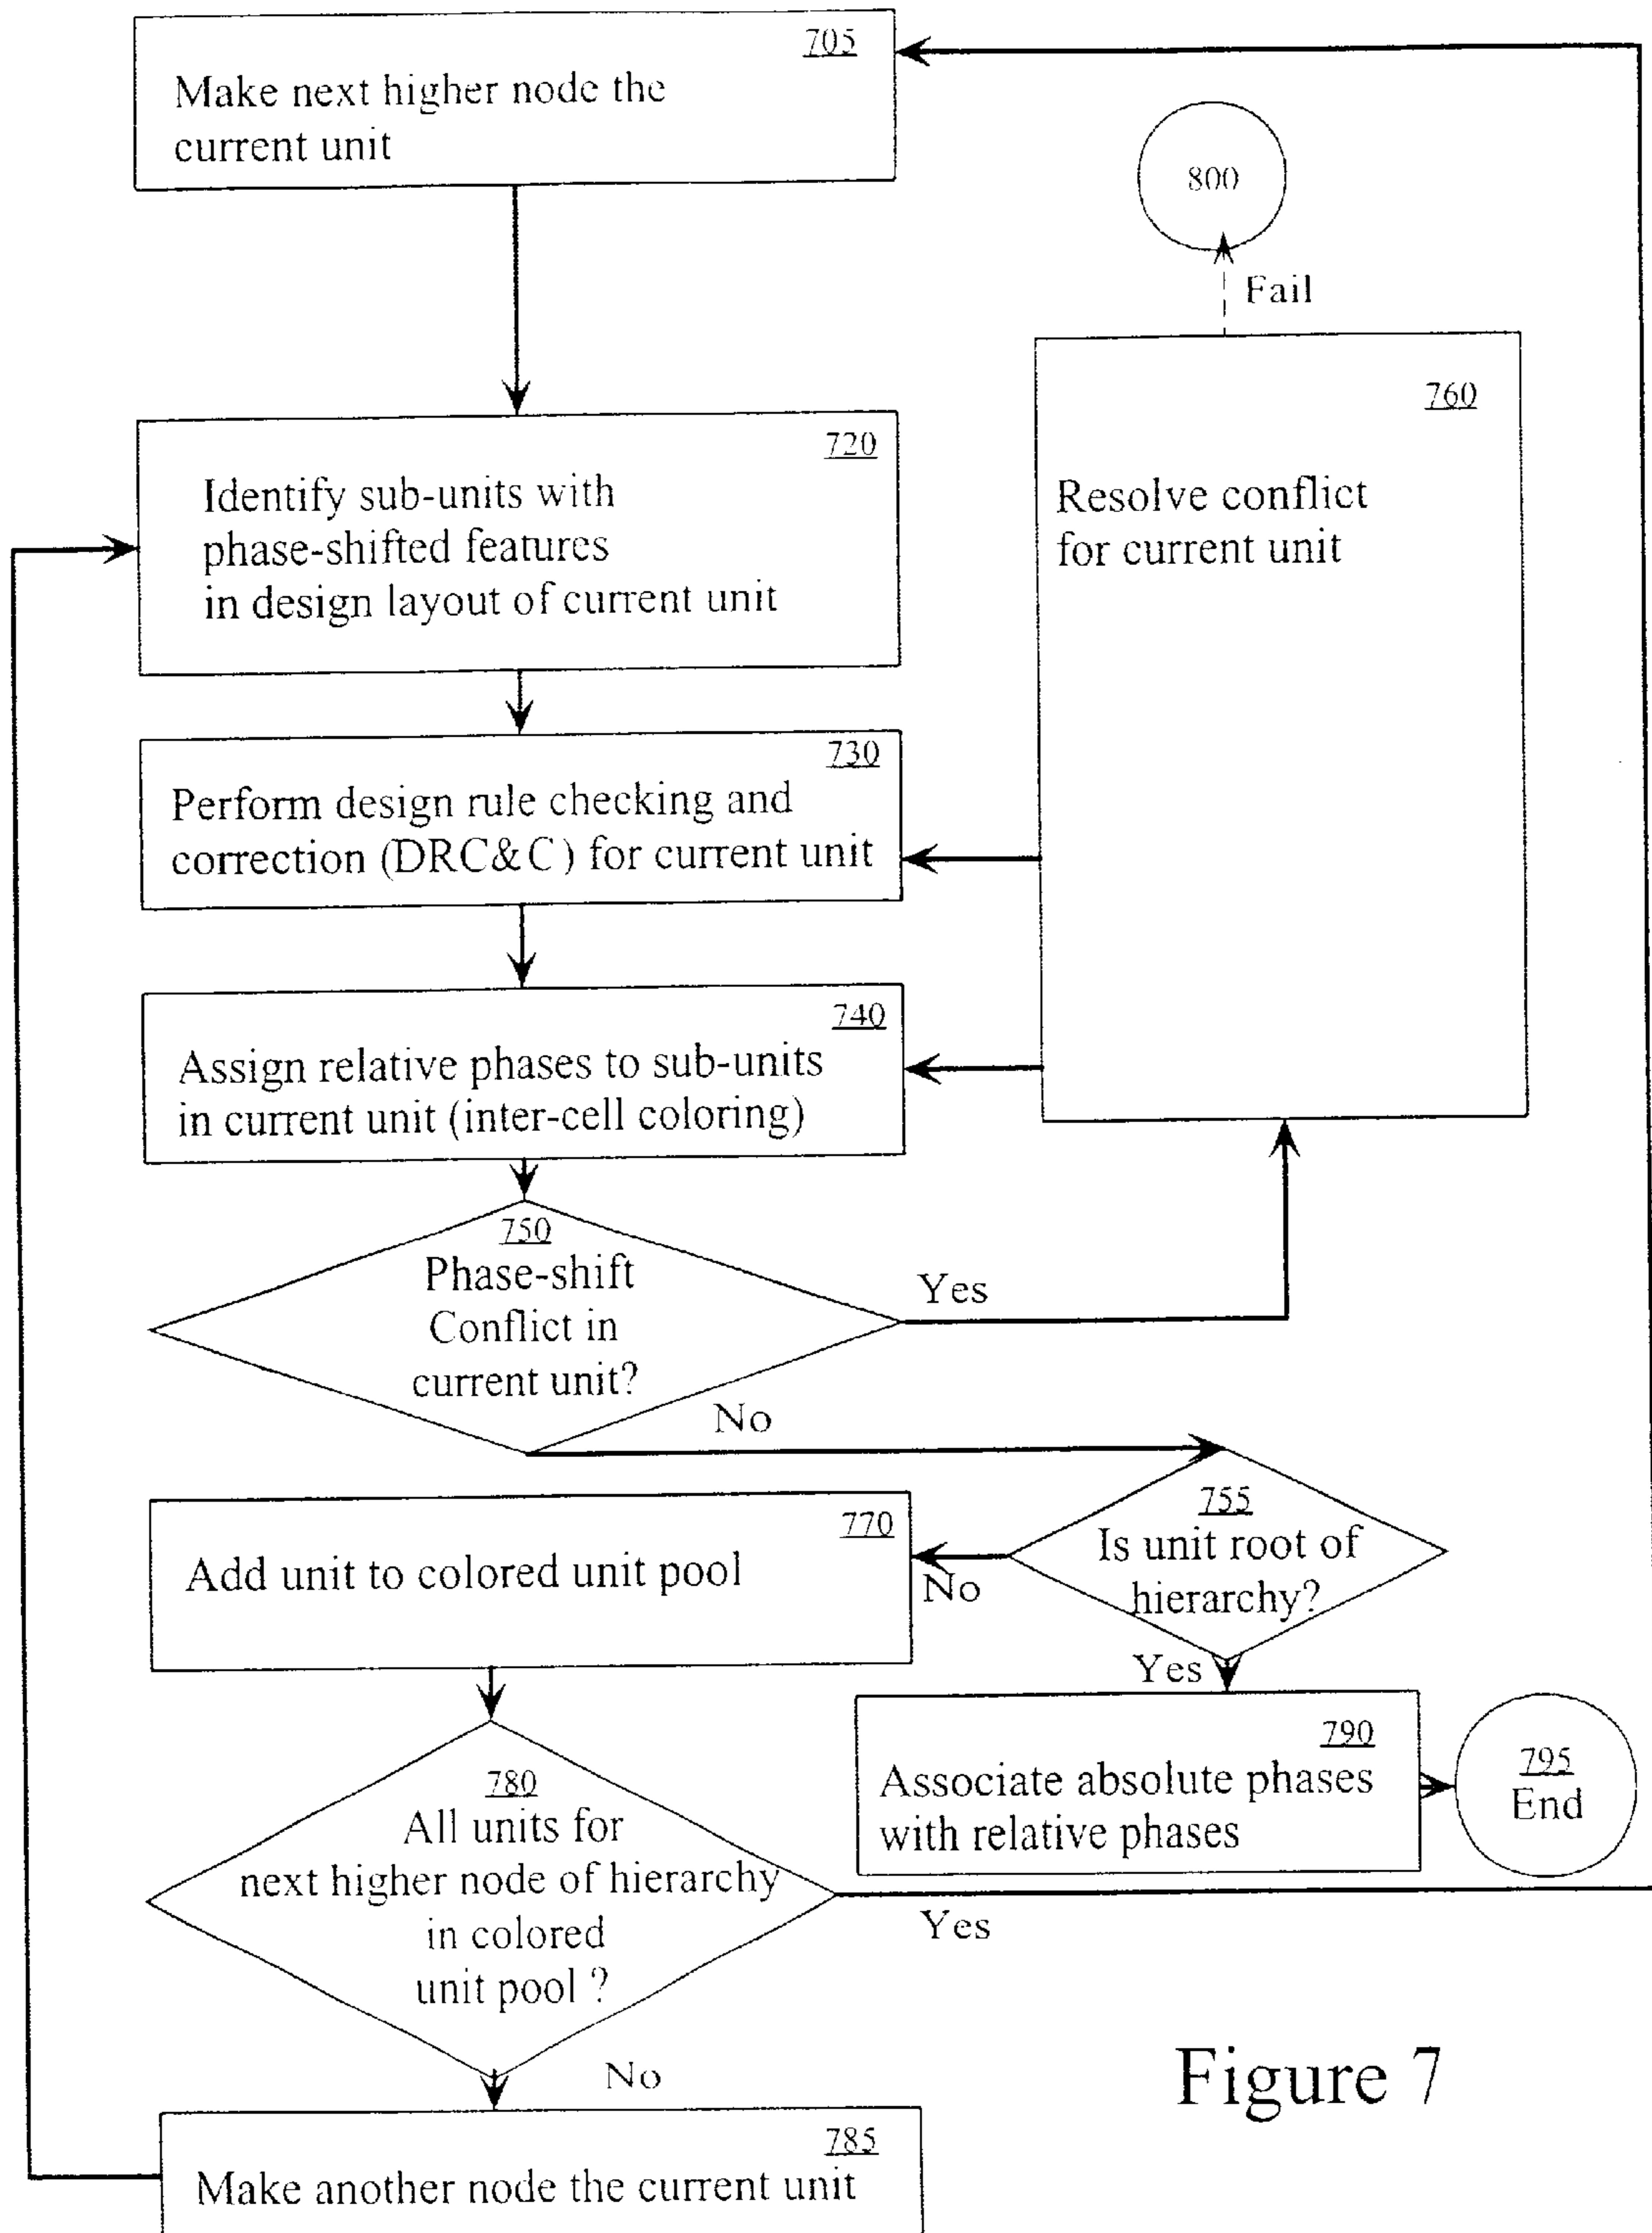 705
Make next higher node the
current unit
800
Fail
760
Resolve conflict
for current unit
720
Identify sub-units with
phase-shifted features
in design layout of current unit
730
Perform design rule checking and
correction (DRC&C) for current unit
740
Assign relative phases to sub-units
in current unit (inter-cell coloring)
750
Phase-shift
Conflict in
current unit?
Yes
No
755
Is unit root of
hierarchy?
No
Yes
770
Add unit to colored unit pool
790
Associate absolute phases
with relative phases
795
End
780
All units for
next higher node of hierarchy
in colored
unit pool ?
Yes
No
785
Make another node the current unit
Figure 7